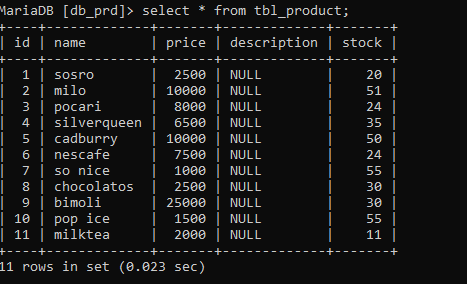 MariaDB [db_prd]> select * from tbl_product;
+----+-------------+-------+-------------+-------+
| id | name        | price | description | stock |
+----+-------------+-------+-------------+-------+
|  1 | sosro       |  2500 | NULL        |    20 |
|  2 | milo        | 10000 | NULL        |    51 |
|  3 | pocari      |  8000 | NULL        |    24 |
|  4 | silverqueen |  6500 | NULL        |    35 |
|  5 | cadburry    | 10000 | NULL        |    50 |
|  6 | nescafe     |  7500 | NULL        |    24 |
|  7 | so nice     |  1000 | NULL        |    55 |
|  8 | chocolatos  |  2500 | NULL        |    30 |
|  9 | bimoli      | 25000 | NULL        |    30 |
| 10 | pop ice     |  1500 | NULL        |    55 |
| 11 | milktea     |  2000 | NULL        |    11 |
+----+-------------+-------+-------------+-------+
11 rows in set (0.023 sec)